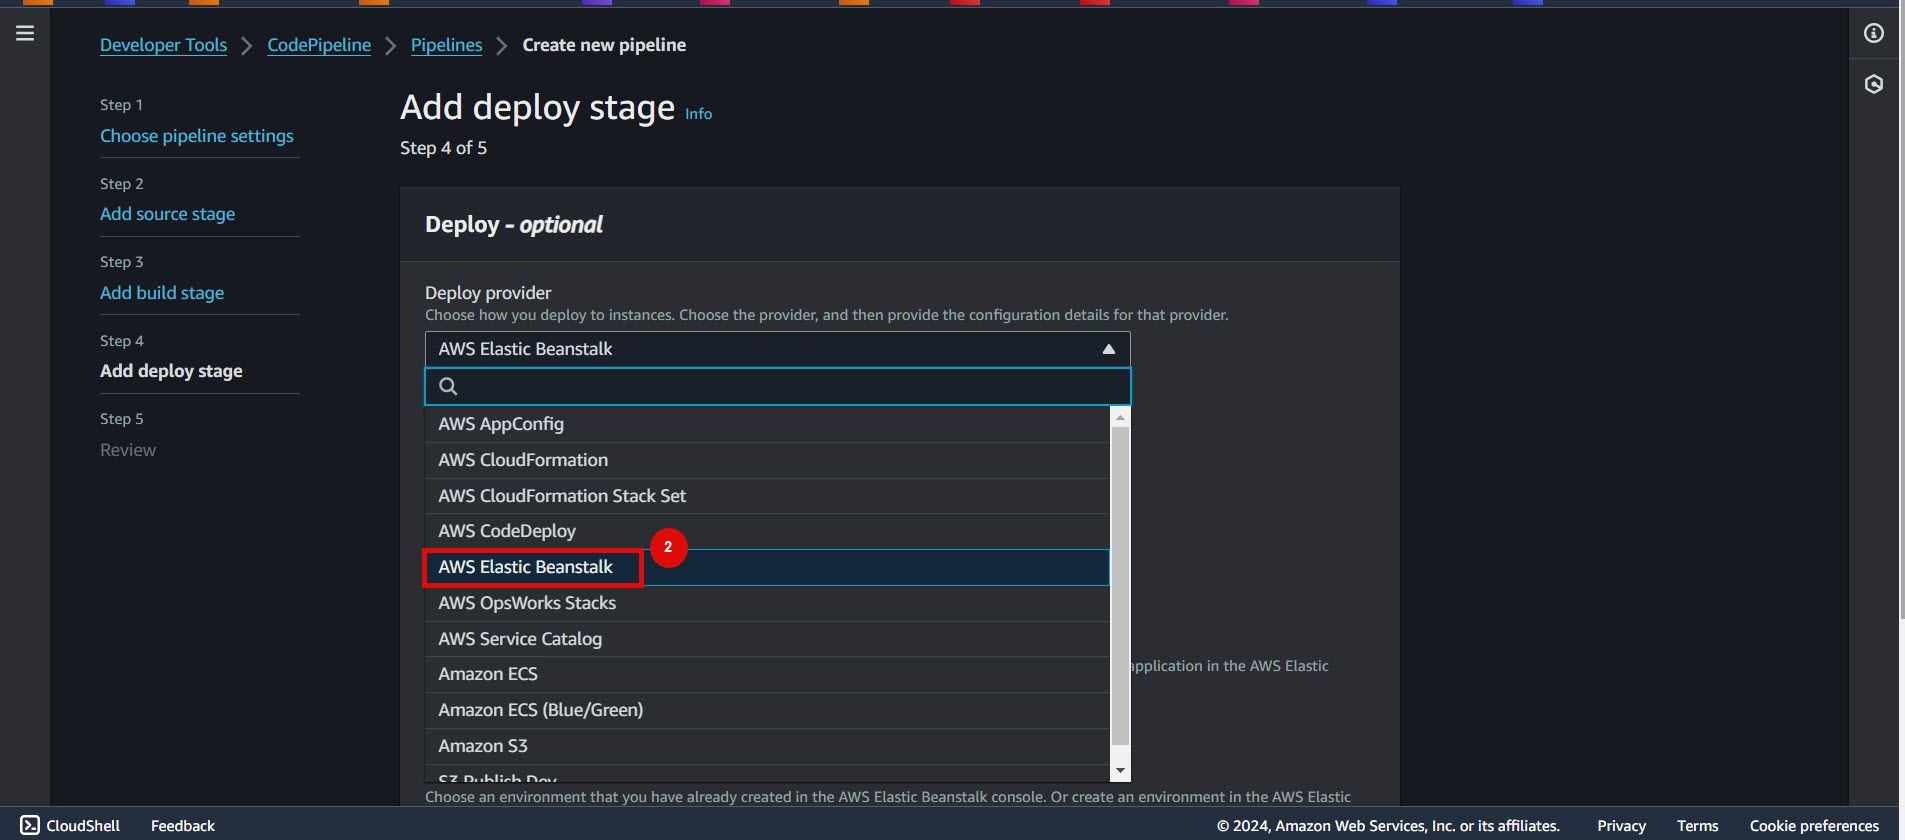 Developer Tools > CodePipeline > Pipelines > Create new pipeline
Step 1
Choose pipeline settings
Step 2
Add source stage
Step 3
Add build stage
Step 4
Add deploy stage
Step 5
Review
Add deploy stage Info
Step 4 of 5
Deploy - optional
Deploy provider
Choose how you deploy to instances. Choose the provider, and then provide the configuration details for that provider.
AWS Elastic Beanstalk
AWS AppConfig
AWS CloudFormation
AWS CloudFormation Stack Set
AWS CodeDeploy
AWS Elastic Beanstalk
2
AWS OpsWorks Stacks
AWS Service Catalog
application in the AWS Elastic
Amazon ECS
Amazon ECS (Blue/Green)
Amazon S3
S3 Publish Dev
Choose an environment that you have already created in the AWS Elastic Beanstalk console. Or create an environment in the AWS Elastic
CloudShell Feedback © 2024, Amazon Web Services, Inc. or its affiliates. Privacy Terms Cookie preferences